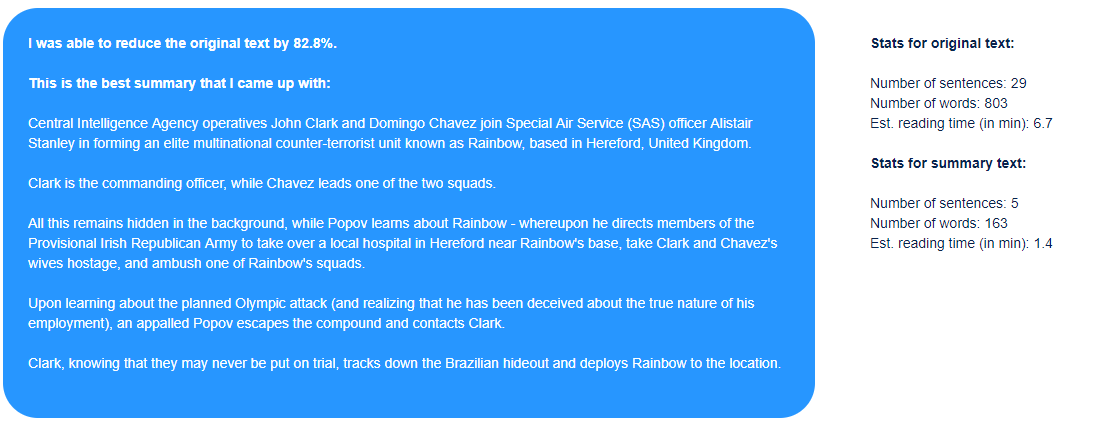 I was able to reduce the original text by 82.8%.
This is the best summary that I came up with:
Central Intelligence Agency operatives John Clark and Domingo Chavez join Special Air Service (SAS) officer Alistair
Stanley in forming an elite multinational counter-terrorist unit known as Rainbow, based in Hereford, United Kingdom.
Clark is the commanding officer, while Chavez leads one of the two squads.
All this remains hidden in the background, while Popov learns about Rainbow - whereupon he directs members of the
Provisional Irish Republican Army to take over a local hospital in Hereford near Rainbow's base, take Clark and Chavez's
wives hostage, and ambush one of Rainbow's squads.
Upon learning about the planned Olympic attack (and realizing that he has been deceived about the true nature of his
employment), an appalled Popov escapes the compound and contacts Clark.
Clark, knowing that they may never be put on trial, tracks down the Brazilian hideout and deploys Rainbow to the location.
Stats for original text:
Number of sentences: 29
Number of words: 803
Est. reading time (in min): 6.7
Stats for summary text:
Number of sentences: 5
Number of words: 163
Est. reading time (in min): 1.4